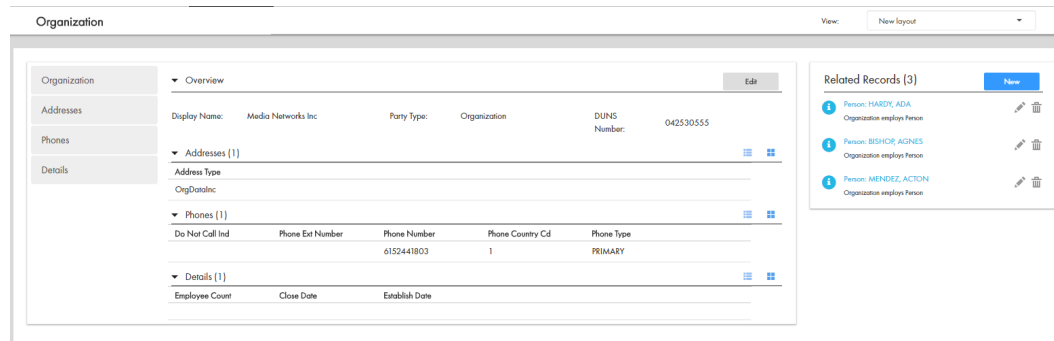 Organization
View:
New layout
Organization
Addresses
Phones
Details
Overview
Edit
Display Name: Media Networks Inc Party Type: Organization DUNS Number: 042530555
Addresses (1)
Address Type
OrgDataInc
Phones (1)
Do Not Call Ind Phone Ext Number Phone Number Phone Country Cd Phone Type
6152441803 1 PRIMARY
Details (1)
Employee Count Close Date Establish Date
Related Records (3)
New
Person: HARDY, ADA
Organization employs Person
Person: BISHOP, AGNES
Organization employs Person
Person: MENDEZ, ACTON
Organization employs Person